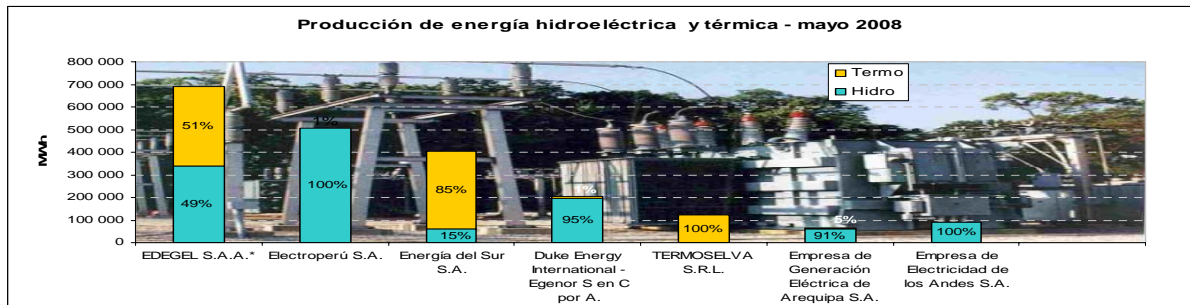 Producción de energía hidroeléctrica y térmica - mayo 2008
800 000
700 000
600 000
500 000
400 000
300 000
200 000
100 000
0
MWh
Termo
Hidro
51%
49%
1%
100%
85%
15%
1%
95%
100%
5%
91%
100%
EDEGEL S.A.A.*
Electroperú S.A.
Energía del Sur
S.A.
Duke Energy
International -
Egenor S en C
por A.
TERMOSELVA
S.R.L.
Empresa de
Generación
Eléctrica de
Arequipa S.A.
Empresa de
Electricidad de
los Andes S.A.